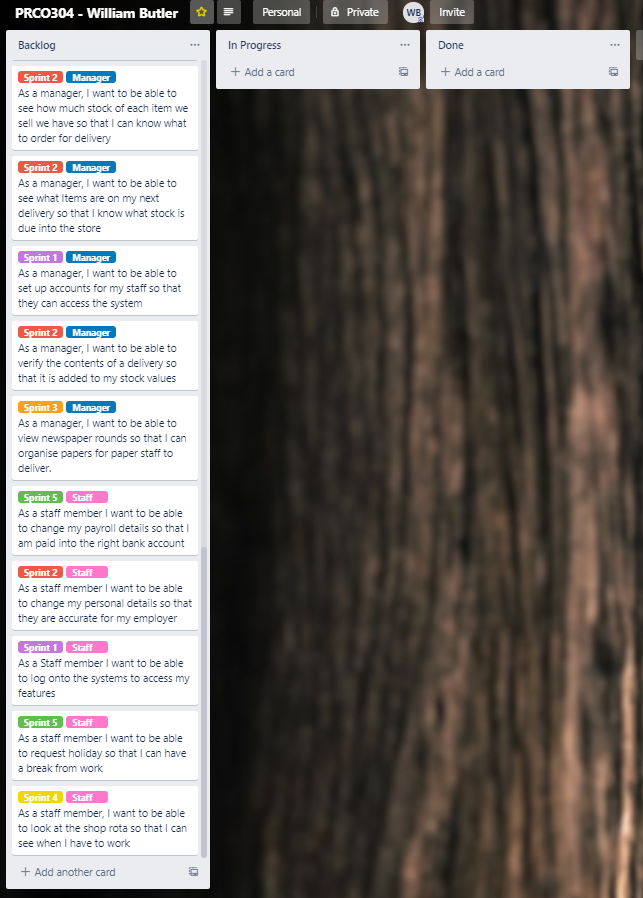 PRCO304 - William Butler
Personal
Private
WB
Invite
Backlog
Sprint 2 Manager
As a manager, I want to be able to
see how much stock of each item we
sell we have so that I can know what
to order for delivery
Sprint 2 Manager
As a manager, I want to be able to
see what Items are on my next
delivery so that I know what stock is
due into the store
Sprint 1 Manager
As a manager, I want to be able to
set up accounts for my staff so that
they can access the system
Sprint 2 Manager
As a manager, I want to be able to
verify the contents of a delivery so
that it is added to my stock values
Sprint 3 Manager
As a manager, I want to be able to
view newspaper rounds so that I can
organise papers for paper staff to
deliver.
Sprint 5 Staff
As a staff member I want to be able
to change my payroll details so that I
am paid into the right bank account
Sprint 2 Staff
As a staff member I want to be able
to change my personal details so that
they are accurate for my employer
Sprint 1 Staff
As a Staff member I want to be able
to log onto the systems to access my
features
Sprint 5 Staff
As a staff member I want to be able
to request holiday so that I can have
a break from work
Sprint 4 Staff
As a staff member, I want to be able
to look at the shop rota so that I can
see when I have to work
+ Add another card
In Progress
+ Add a card
Done
+ Add a card